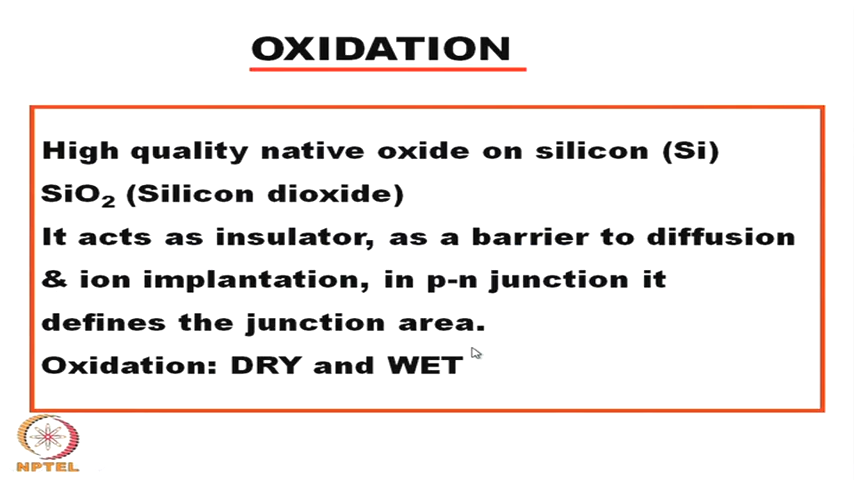 OXIDATION
High quality native oxide on silicon (Si)
SiO₂ (Silicon dioxide)
It acts as insulator, as a barrier to diffusion
& ion implantation, in p-n junction it
defines the junction area.
Oxidation: DRY and WET
NPTEL